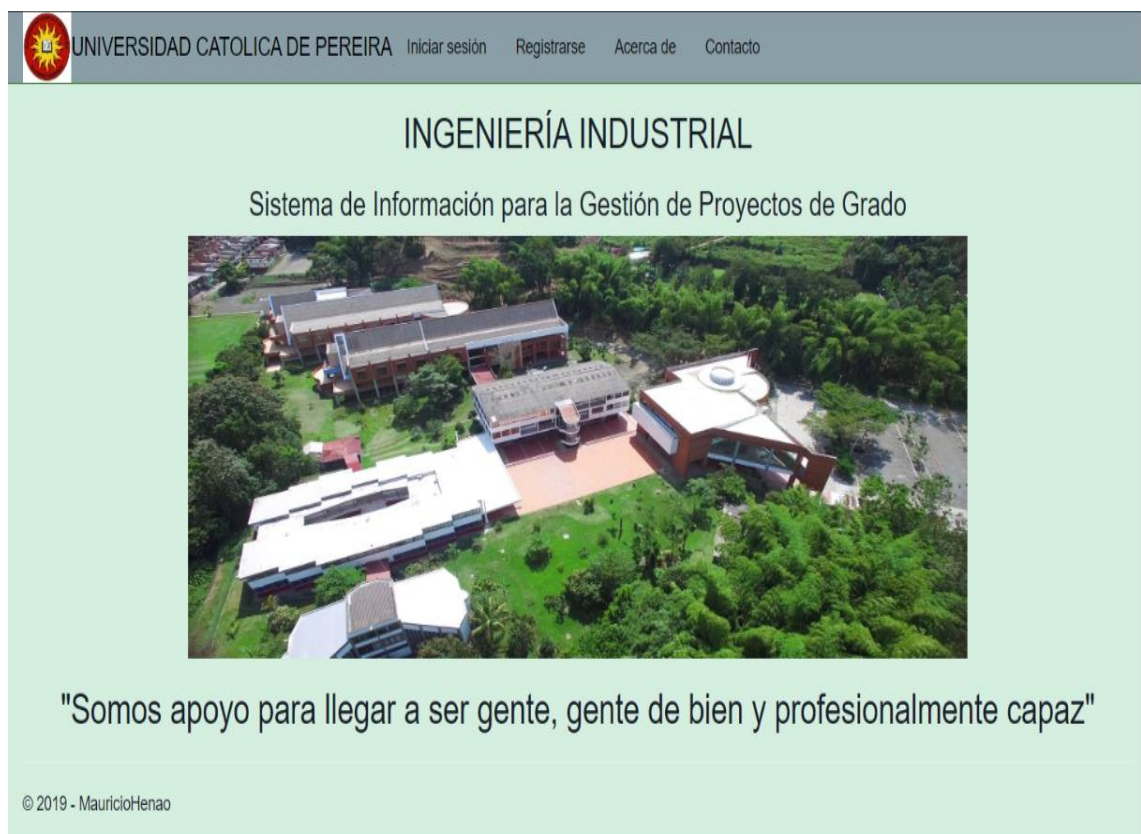 UNIVERSIDAD CATOLICA DE PEREIRA Iniciar sesión Registrarse Acerca de Contacto
INGENIERÍA INDUSTRIAL
Sistema de Información para la Gestión de Proyectos de Grado
"Somos apoyo para llegar a ser gente, gente de bien y profesionalmente capaz"
© 2019 - MauricioHenao